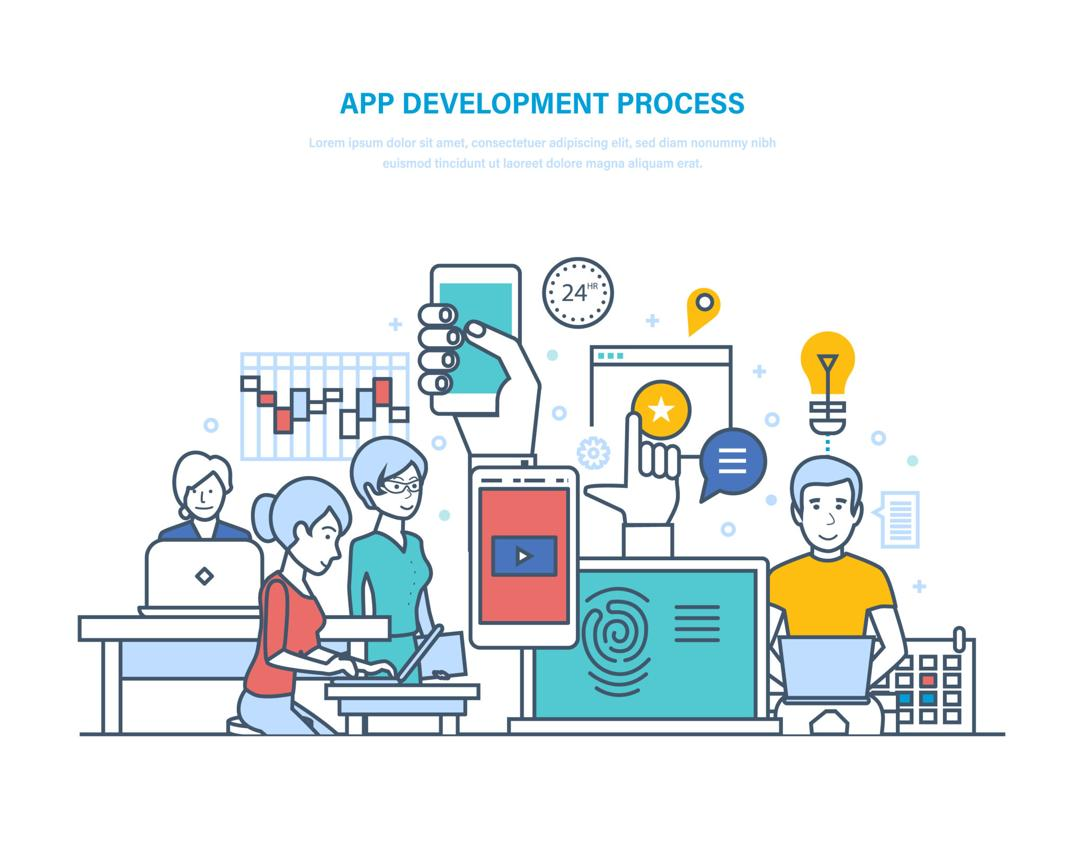 APP DEVELOPMENT PROCESS
Lorem ipsum dolor sit amet, consectetuer adipiscing elit, sed diam nonummy nibh
euismod tincidunt ut laoreet dolore magna aliquam erat.
24HR